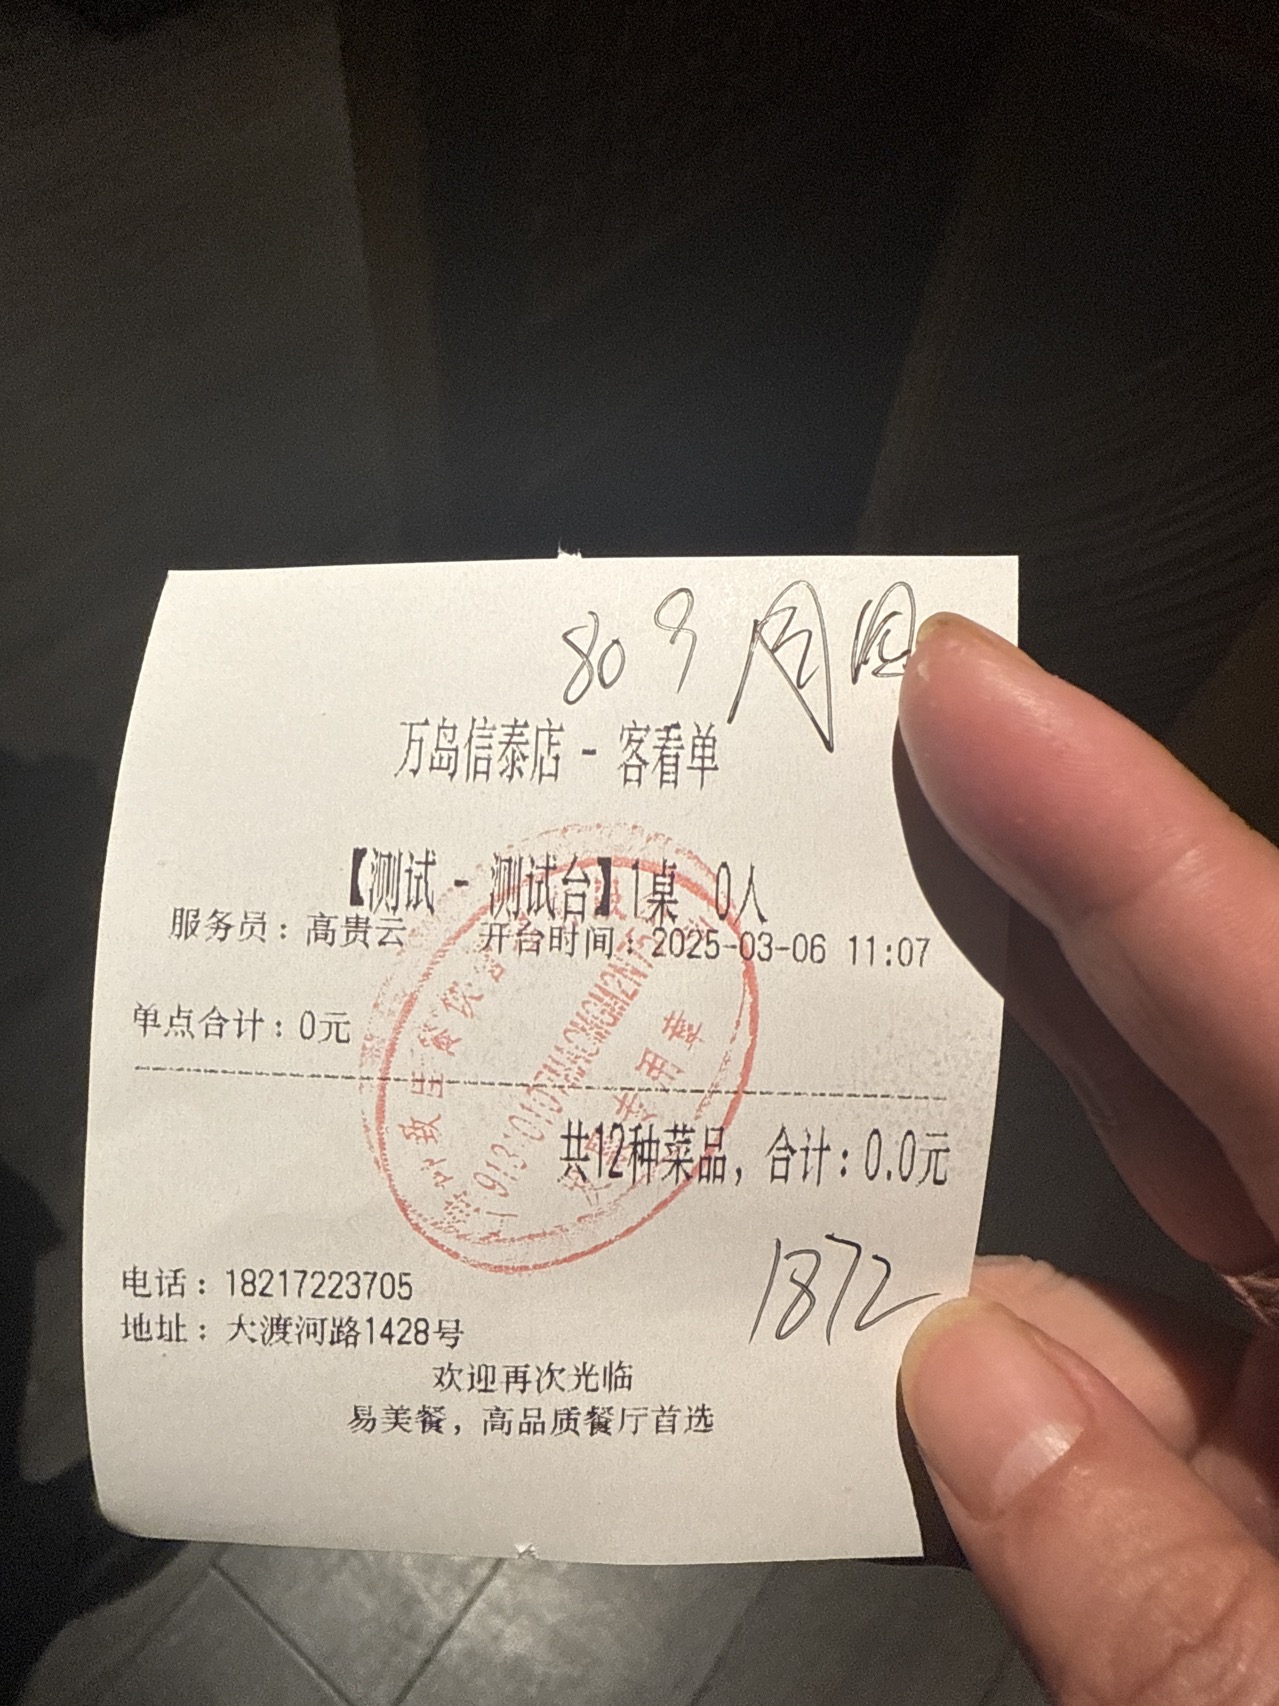 809 周
万岛信泰店 - 客看单
【测试 - 测试台】1桌 0人
服务员：高贵云 开台时间：2025-03-06 11:07
单点合计：0元
共12种菜品，合计：0.0元
1872
电话：18217223705
地址：大渡河路1428号
欢迎再次光临
易美餐，高品质餐厅首选